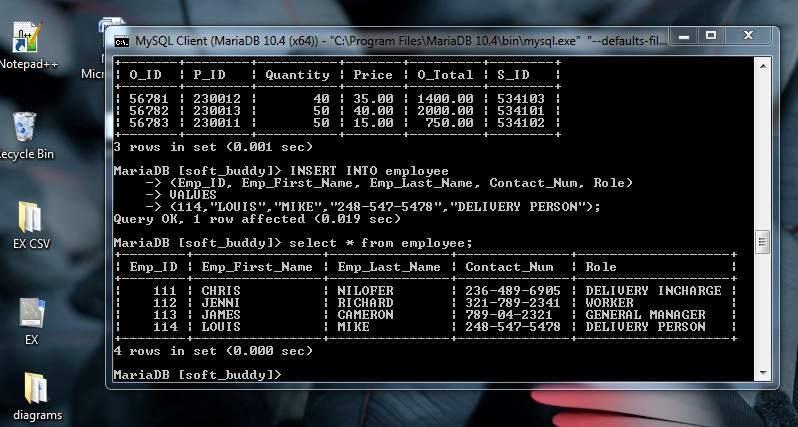 Notepad++
Micros
MySQL Client (MariaDB 10.4 (x64)) - "C:\Program Files\MariaDB 10.4\bin\mysql.exe" "--defaults-fil...
| O_ID | P_ID | Quantity | Price | O_Total | S_ID |
| 56781 | 230012 | 40 | 35.00 | 1400.00 | 534103 |
| 56782 | 230013 | 50 | 40.00 | 2000.00 | 534101 |
| 56783 | 230011 | 50 | 15.00 | 750.00 | 534102 |
3 rows in set (0.001 sec)
MariaDB [soft_buddy]> INSERT INTO employee
-> (Emp_ID, Emp_First_Name, Emp_Last_Name, Contact_Num, Role)
-> VALUES
-> (114,"LOUIS","MIKE","248-547-5478","DELIVERY PERSON");
Query OK, 1 row affected (0.019 sec)
MariaDB [soft_buddy]> select * from employee;
| Emp_ID | Emp_First_Name | Emp_Last_Name | Contact_Num | Role |
| 111 | CHRIS | NILOFER | 236-489-6905 | DELIVERY INCHARGE |
| 112 | JENNI | RICHARD | 321-789-2341 | WORKER |
| 113 | JAMES | CAMERON | 789-04-2321 | GENERAL MANAGER |
| 114 | LOUIS | MIKE | 248-547-5478 | DELIVERY PERSON |
4 rows in set (0.000 sec)
MariaDB [soft_buddy]>
ecycle Bin
EX CSV
EX
diagrams